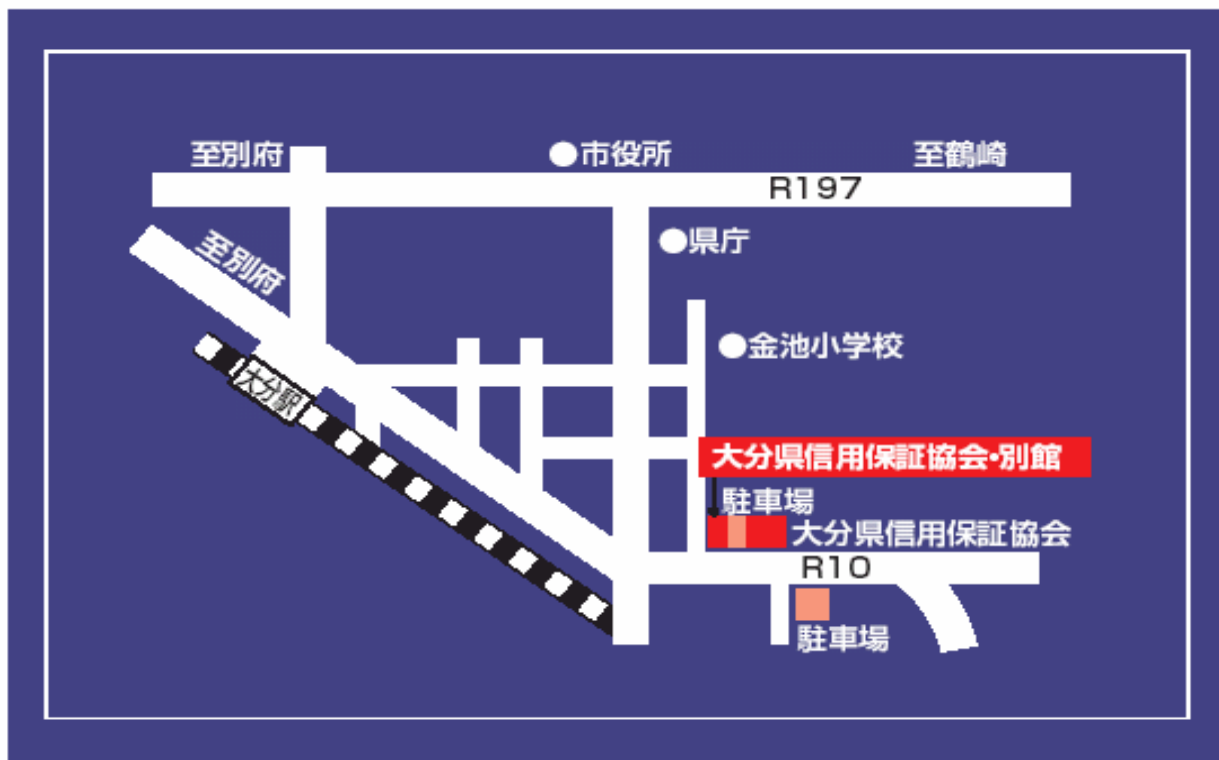 至別府
●市役所
至鶴崎
R197
至別府
●県庁
●金池小学校
大分駅
大分県信用保証協会・別館
駐車場
大分県信用保証協会
R10
駐車場